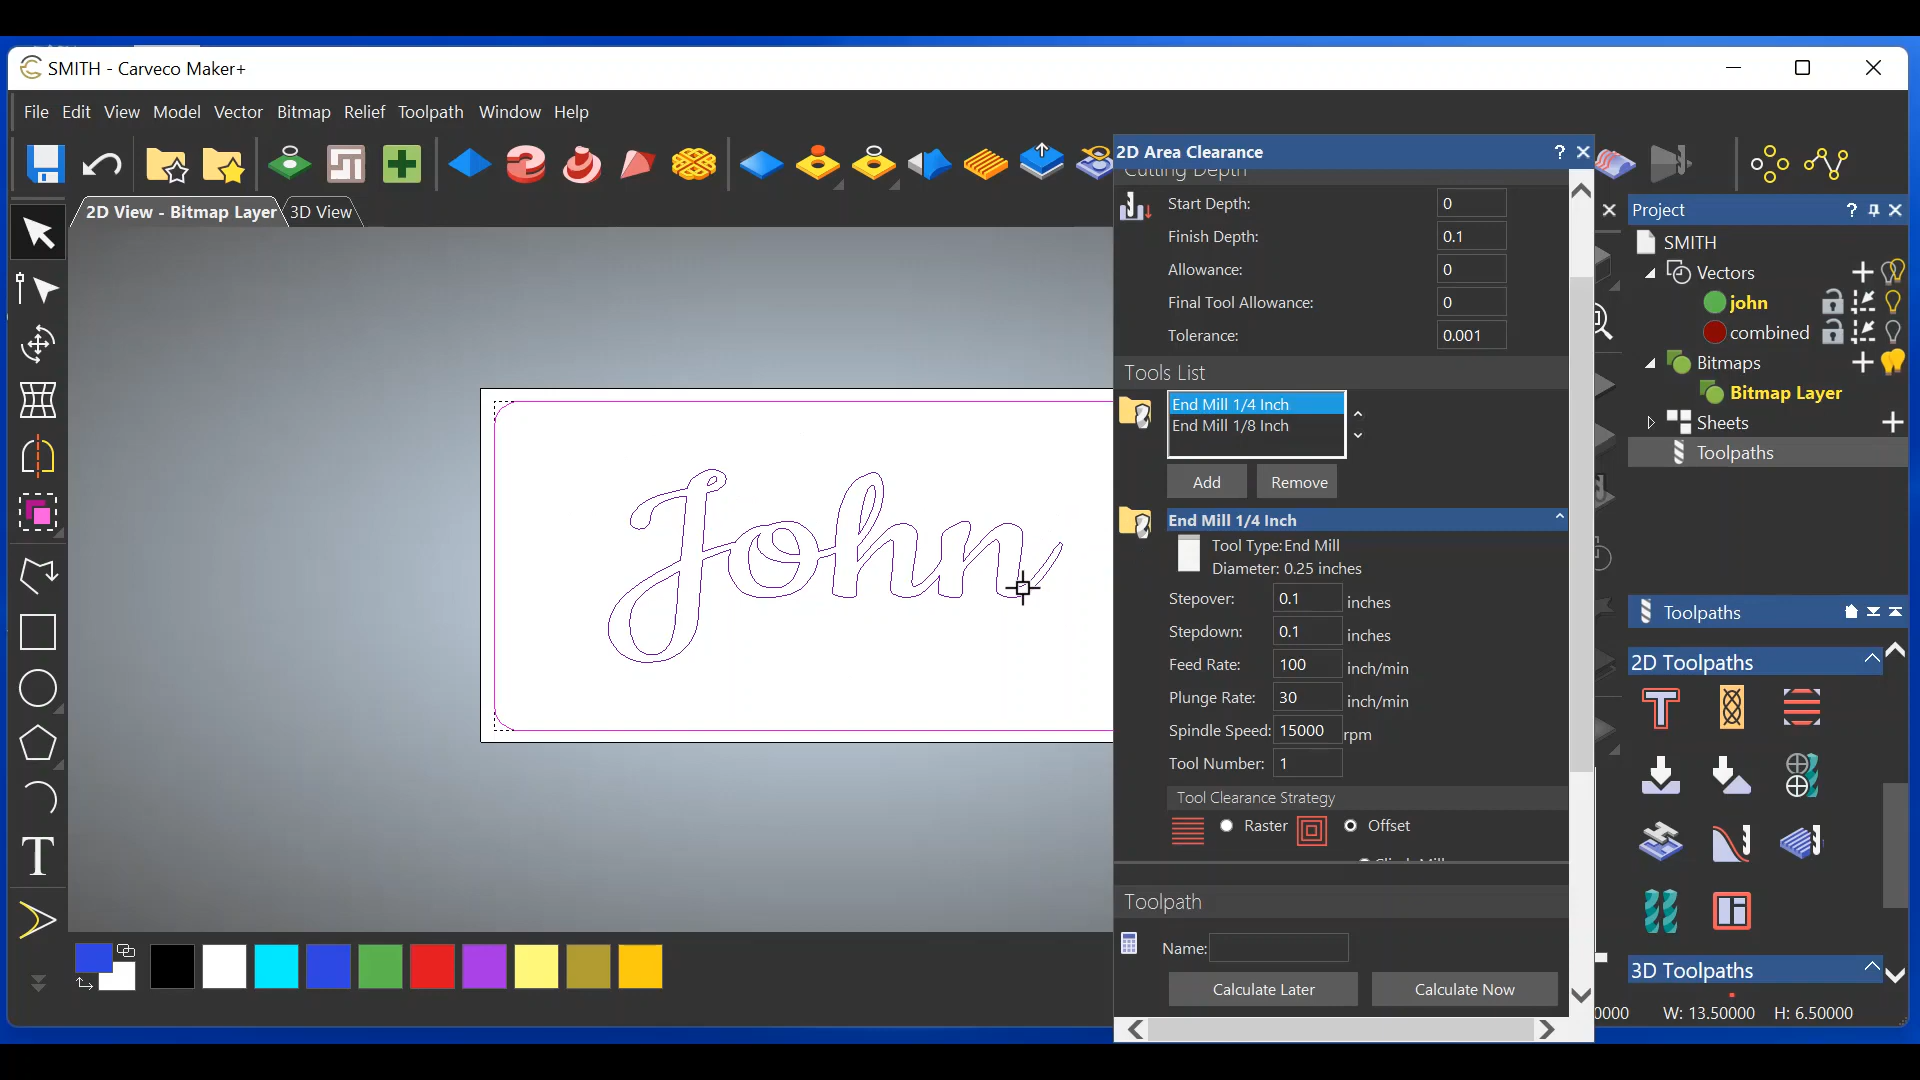 SMITH - Carveco Maker+
File Edit View Model Vector Bitmap Relief Toolpath Window Help
2D View - Bitmap Layer 3D View
John
2D Area Clearance
Cutting Depth
Start Depth: 0
Finish Depth: 0.1
Allowance: 0
Final Tool Allowance: 0
Tolerance: 0.001
Tools List
End Mill 1/4 Inch
End Mill 1/8 Inch
Add Remove
End Mill 1/4 Inch
Tool Type:End Mill
Diameter: 0.25 inches
Stepover: 0.1 inches
Stepdown: 0.1 inches
Feed Rate: 100 inch/min
Plunge Rate: 30 inch/min
Spindle Speed: 15000 rpm
Tool Number: 1
Tool Clearance Strategy
Raster Offset
Toolpath
Name:
Calculate Later Calculate Now
Project
SMITH
Vectors
john
combined
Bitmaps
Bitmap Layer
Sheets
Toolpaths
Toolpaths
2D Toolpaths
3D Toolpaths
W: 13.50000 H: 6.50000